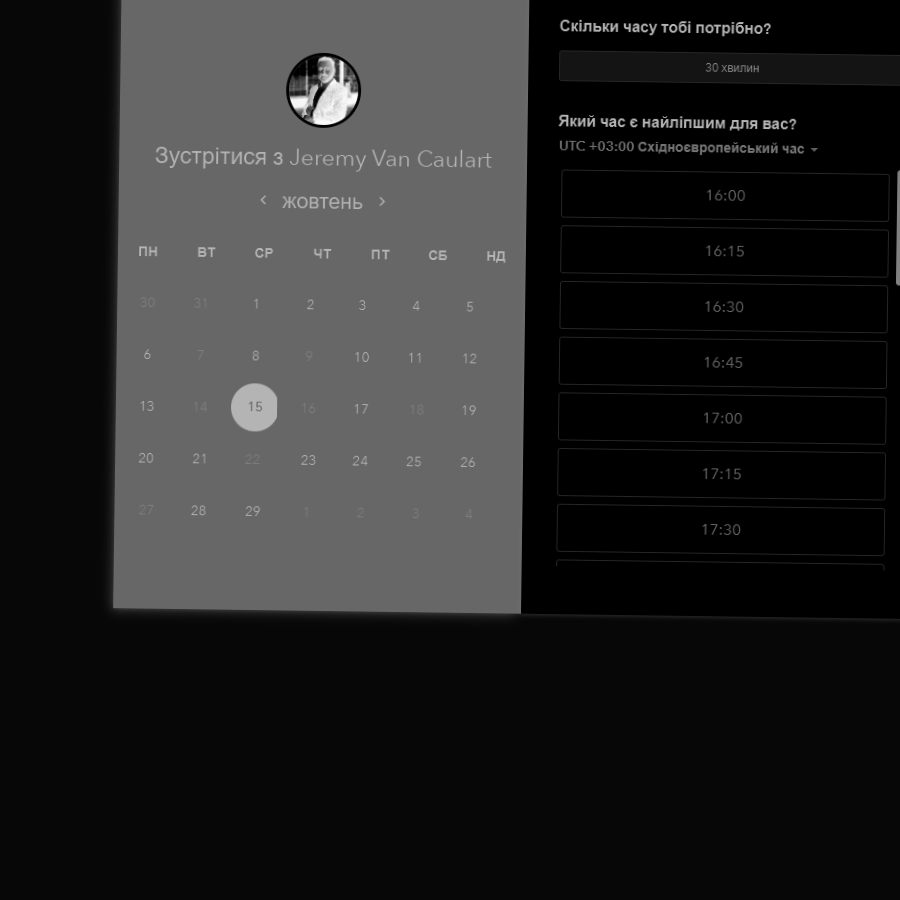 Зустрітися з Jeremy Van Caulart
жовтень
ПН ВТ СР ЧТ ПТ СБ НД
30 31 1 2 3 4 5
6 7 8 9 10 11 12
13 14 15 16 17 18 19
20 21 22 23 24 25 26
27 28 29 1 2 3 4
Скільки часу тобі потрібно?
30 хвилин
Який час є найліпшим для вас?
UTC +03:00 Східноєвропейський час
16:00
16:15
16:30
16:45
17:00
17:15
17:30